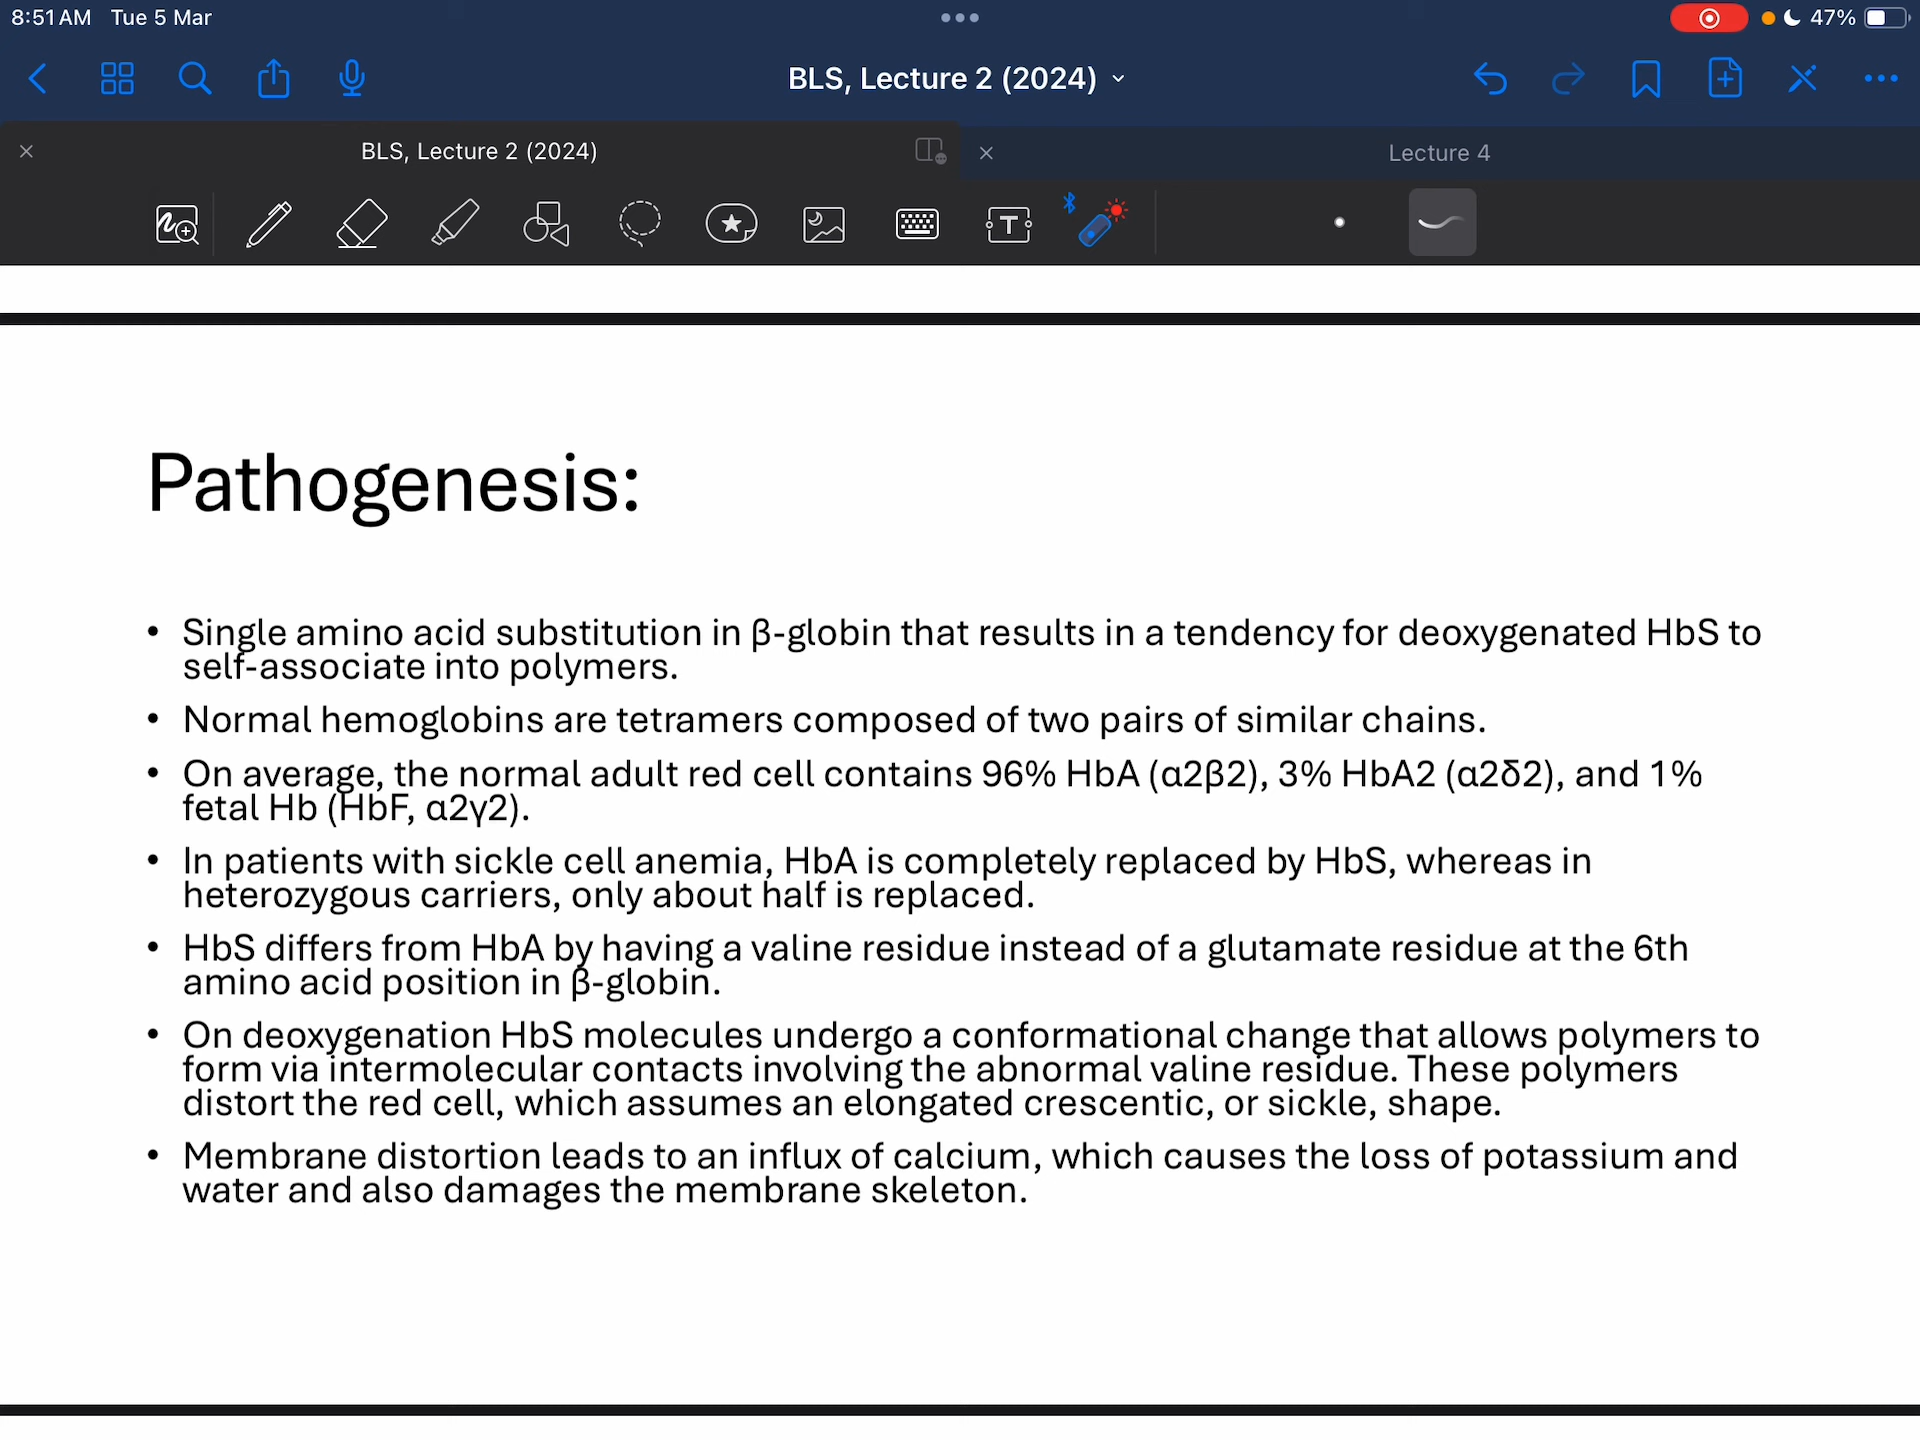 8:51 AM Tue 5 Mar
47%
BLS, Lecture 2 (2024)
BLS, Lecture 2 (2024)
Lecture 4
T
Pathogenesis:
• Single amino acid substitution in β-globin that results in a tendency for deoxygenated HbS to
self-associate into polymers.
• Normal hemoglobins are tetramers composed of two pairs of similar chains.
• On average, the normal adult red cell contains 96% HbA (α2β2), 3% HbA2 (α2δ2), and 1%
fetal Hb (HbF, α2γ2).
• In patients with sickle cell anemia, HbA is completely replaced by HbS, whereas in
heterozygous carriers, only about half is replaced.
• HbS differs from HbA by having a valine residue instead of a glutamate residue at the 6th
amino acid position in β-globin.
• On deoxygenation HbS molecules undergo a conformational change that allows polymers to
form via intermolecular contacts involving the abnormal valine residue. These polymers
distort the red cell, which assumes an elongated crescentic, or sickle, shape.
• Membrane distortion leads to an influx of calcium, which causes the loss of potassium and
water and also damages the membrane skeleton.